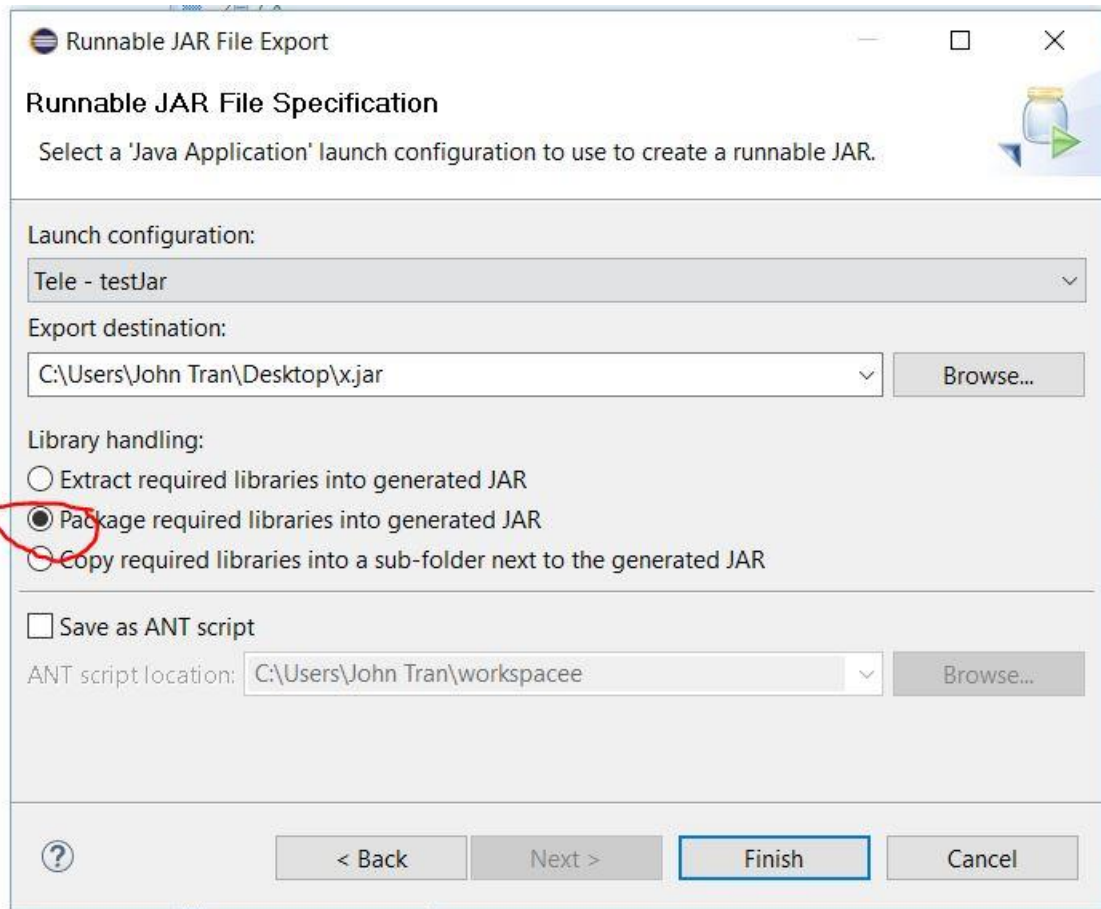 Runnable JAR File Export
Runnable JAR File Specification
Select a 'Java Application' launch configuration to use to create a runnable JAR.
Launch configuration:
Tele - testJar
Export destination:
C:\Users\John Tran\Desktop\x.jar
Browse...
Library handling:
Extract required libraries into generated JAR
Package required libraries into generated JAR
Copy required libraries into a sub-folder next to the generated JAR
Save as ANT script
ANT script location: C:\Users\John Tran\workspacee Browse...
? < Back Next > Finish Cancel